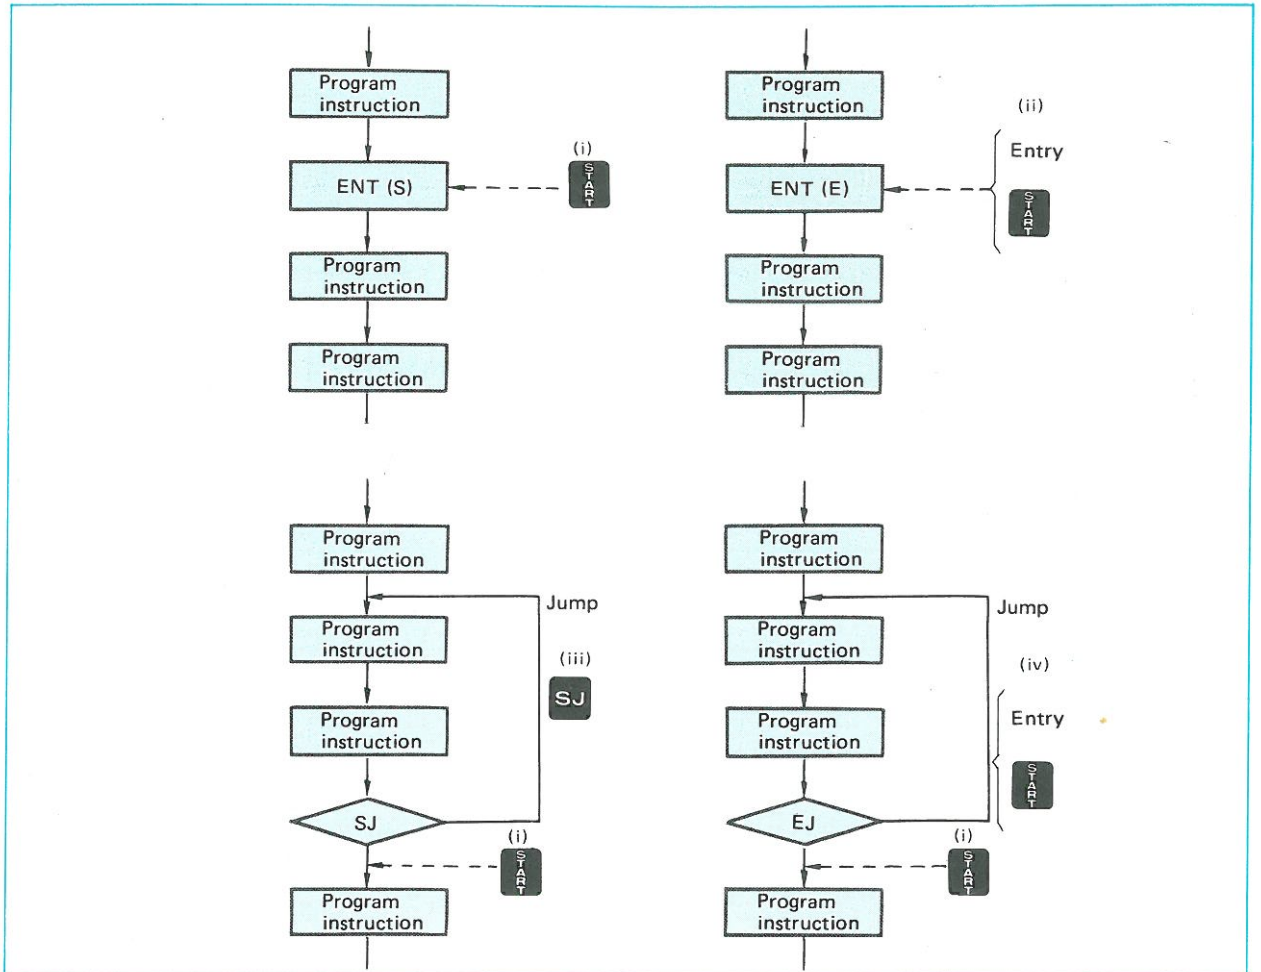 Program
instruction
(i)
ENT (S)
START
Program
instruction
Program
instruction
Program
instruction
(ii)
Entry
ENT (E)
START
Program
instruction
Program
instruction
Program
instruction
Jump
Program
instruction
(iii)
SJ
Program
instruction
SJ
(i)
START
Program
instruction
Program
instruction
Jump
Program
instruction
(iv)
Entry
Program
instruction
START
EJ
(i)
START
Program
instruction